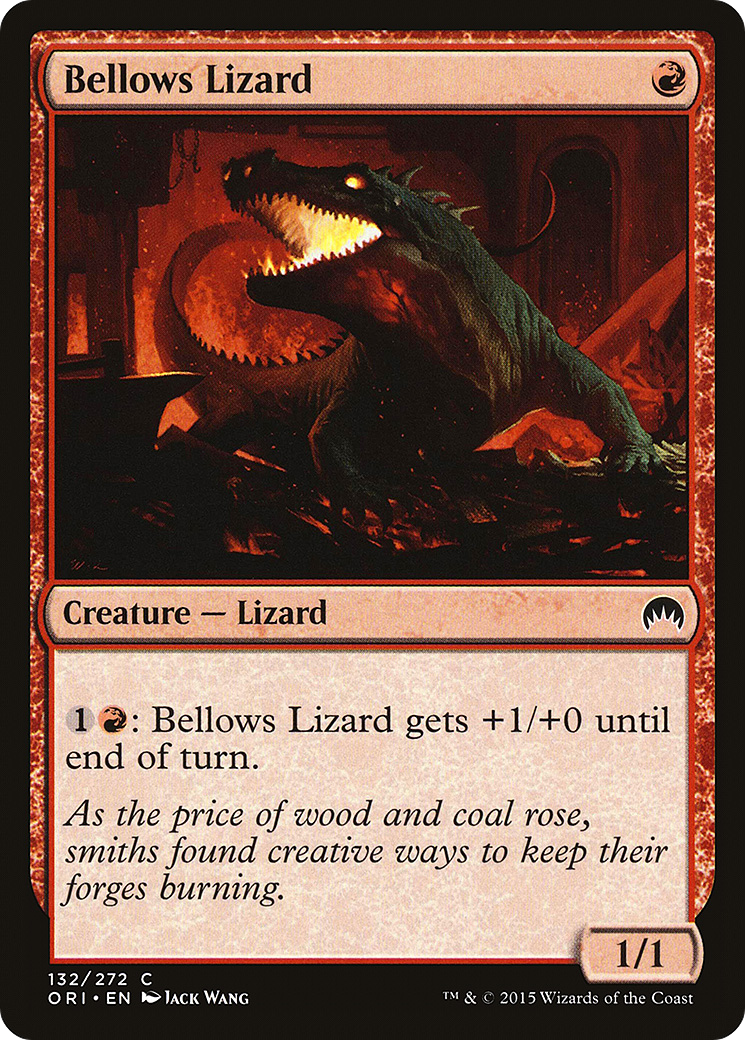 Bellows Lizard
1: Bellows Lizard gets +1/+0 until
end of turn.
As the price of wood and coal rose,
smiths found creative ways to keep their
forges burning.
Creature — Lizard
1/1
132/272 C
ORI • EN Jack Wang
™ & © 2015 Wizards of the Coast